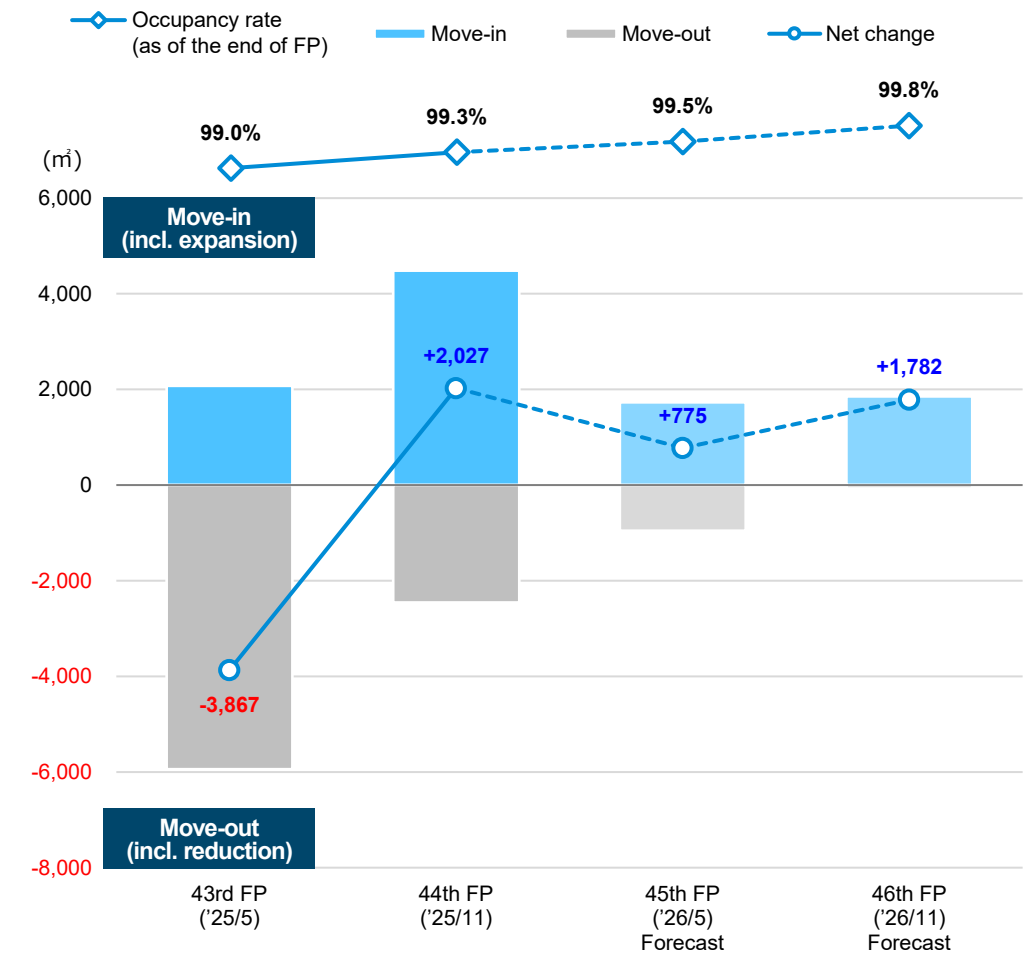 Occupancy rate
(as of the end of FP)
Move-in
Move-out
Net change
99.0%
99.3%
99.5%
99.8%
(㎡)
6,000
4,000
2,000
0
-2,000
-4,000
-6,000
-8,000
Move-in
(incl. expansion)
+2,027
+775
+1,782
-3,867
Move-out
(incl. reduction)
43rd FP
(’25/5)
44th FP
(’25/11)
45th FP
(’26/5)
Forecast
46th FP
(’26/11)
Forecast